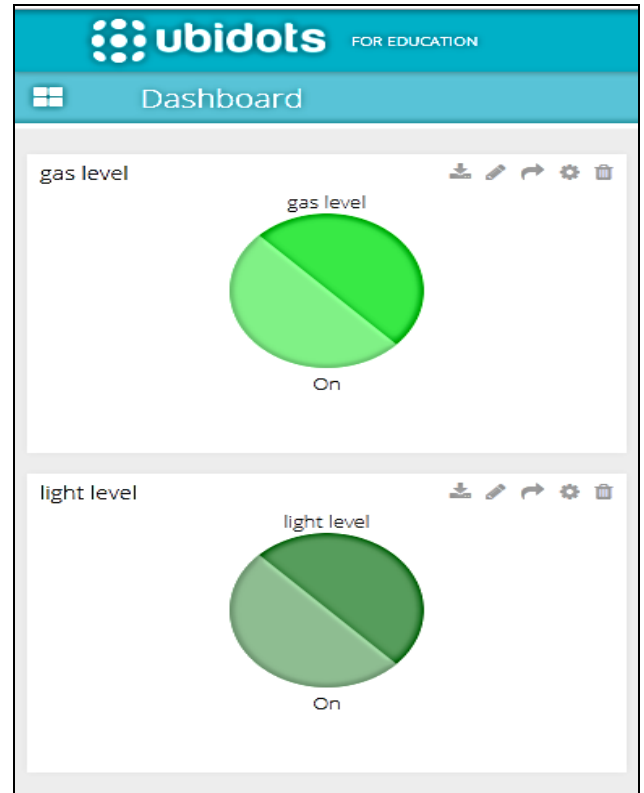 ubidots FOR EDUCATION
Dashboard
gas level
gas level
On
light level
light level
On